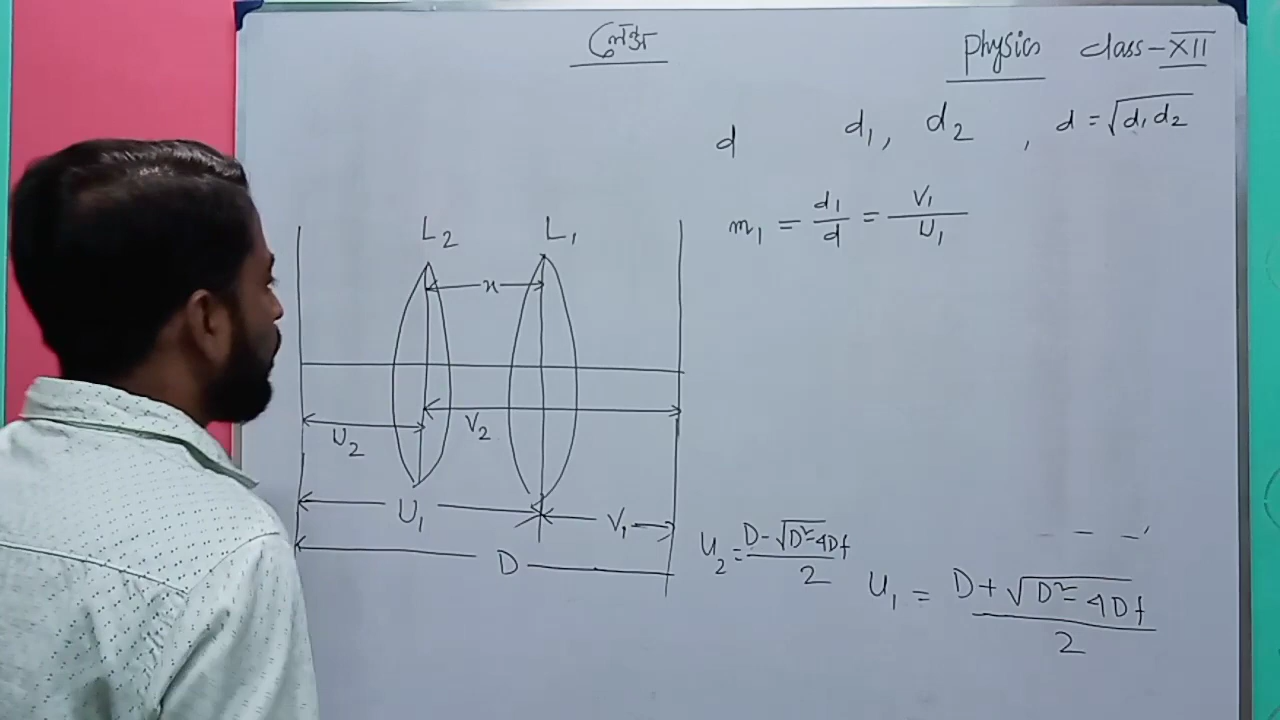 লেন্স
Physics class-XII
d d₁, d₂ , d = √d₁d₂
m₁ = d₁/d = V₁/U₁
L₂ L₁
x
U₂ V₂
U₁ V₁
D
U₂ = (D - √D²-4Df)/2
U₁ = (D + √D²-4Df)/2